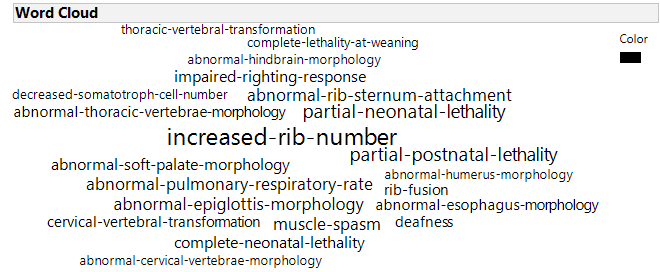 Word Cloud
thoracic-vertebral-transformation
Color
complete-lethality-at-weaning
abnormal-hindbrain-morphology
impaired-righting-response
decreased-somatotroph-cell-number abnormal-rib-sternum-attachment
abnormal-thoracic-vertebrae-morphology partial-neonatal-lethality
increased-rib-number
partial-postnatal-lethality
abnormal-soft-palate-morphology
abnormal-humerus-morphology
abnormal-pulmonary-respiratory-rate rib-fusion
abnormal-epiglottis-morphology abnormal-esophagus-morphology
cervical-vertebral-transformation muscle-spasm deafness
complete-neonatal-lethality
abnormal-cervical-vertebrae-morphology